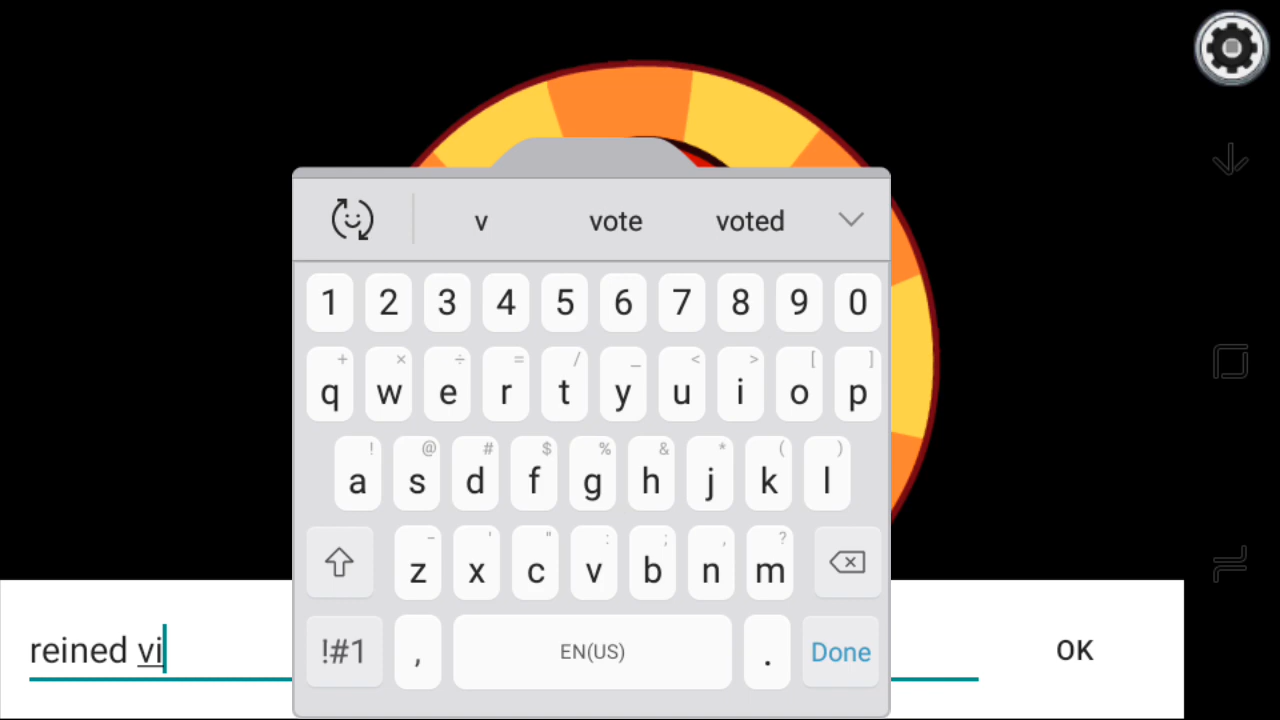 v vote voted
1 2 3 4 5 6 7 8 9 0
+ × ÷ = / _ < > [ ]
q w e r t y u i o p
! @ # $ % & * ( )
a s d f g h j k l
- ' " : ; , ?
z x c v b n m
!#1 , EN(US) . Done
reined vi
OK